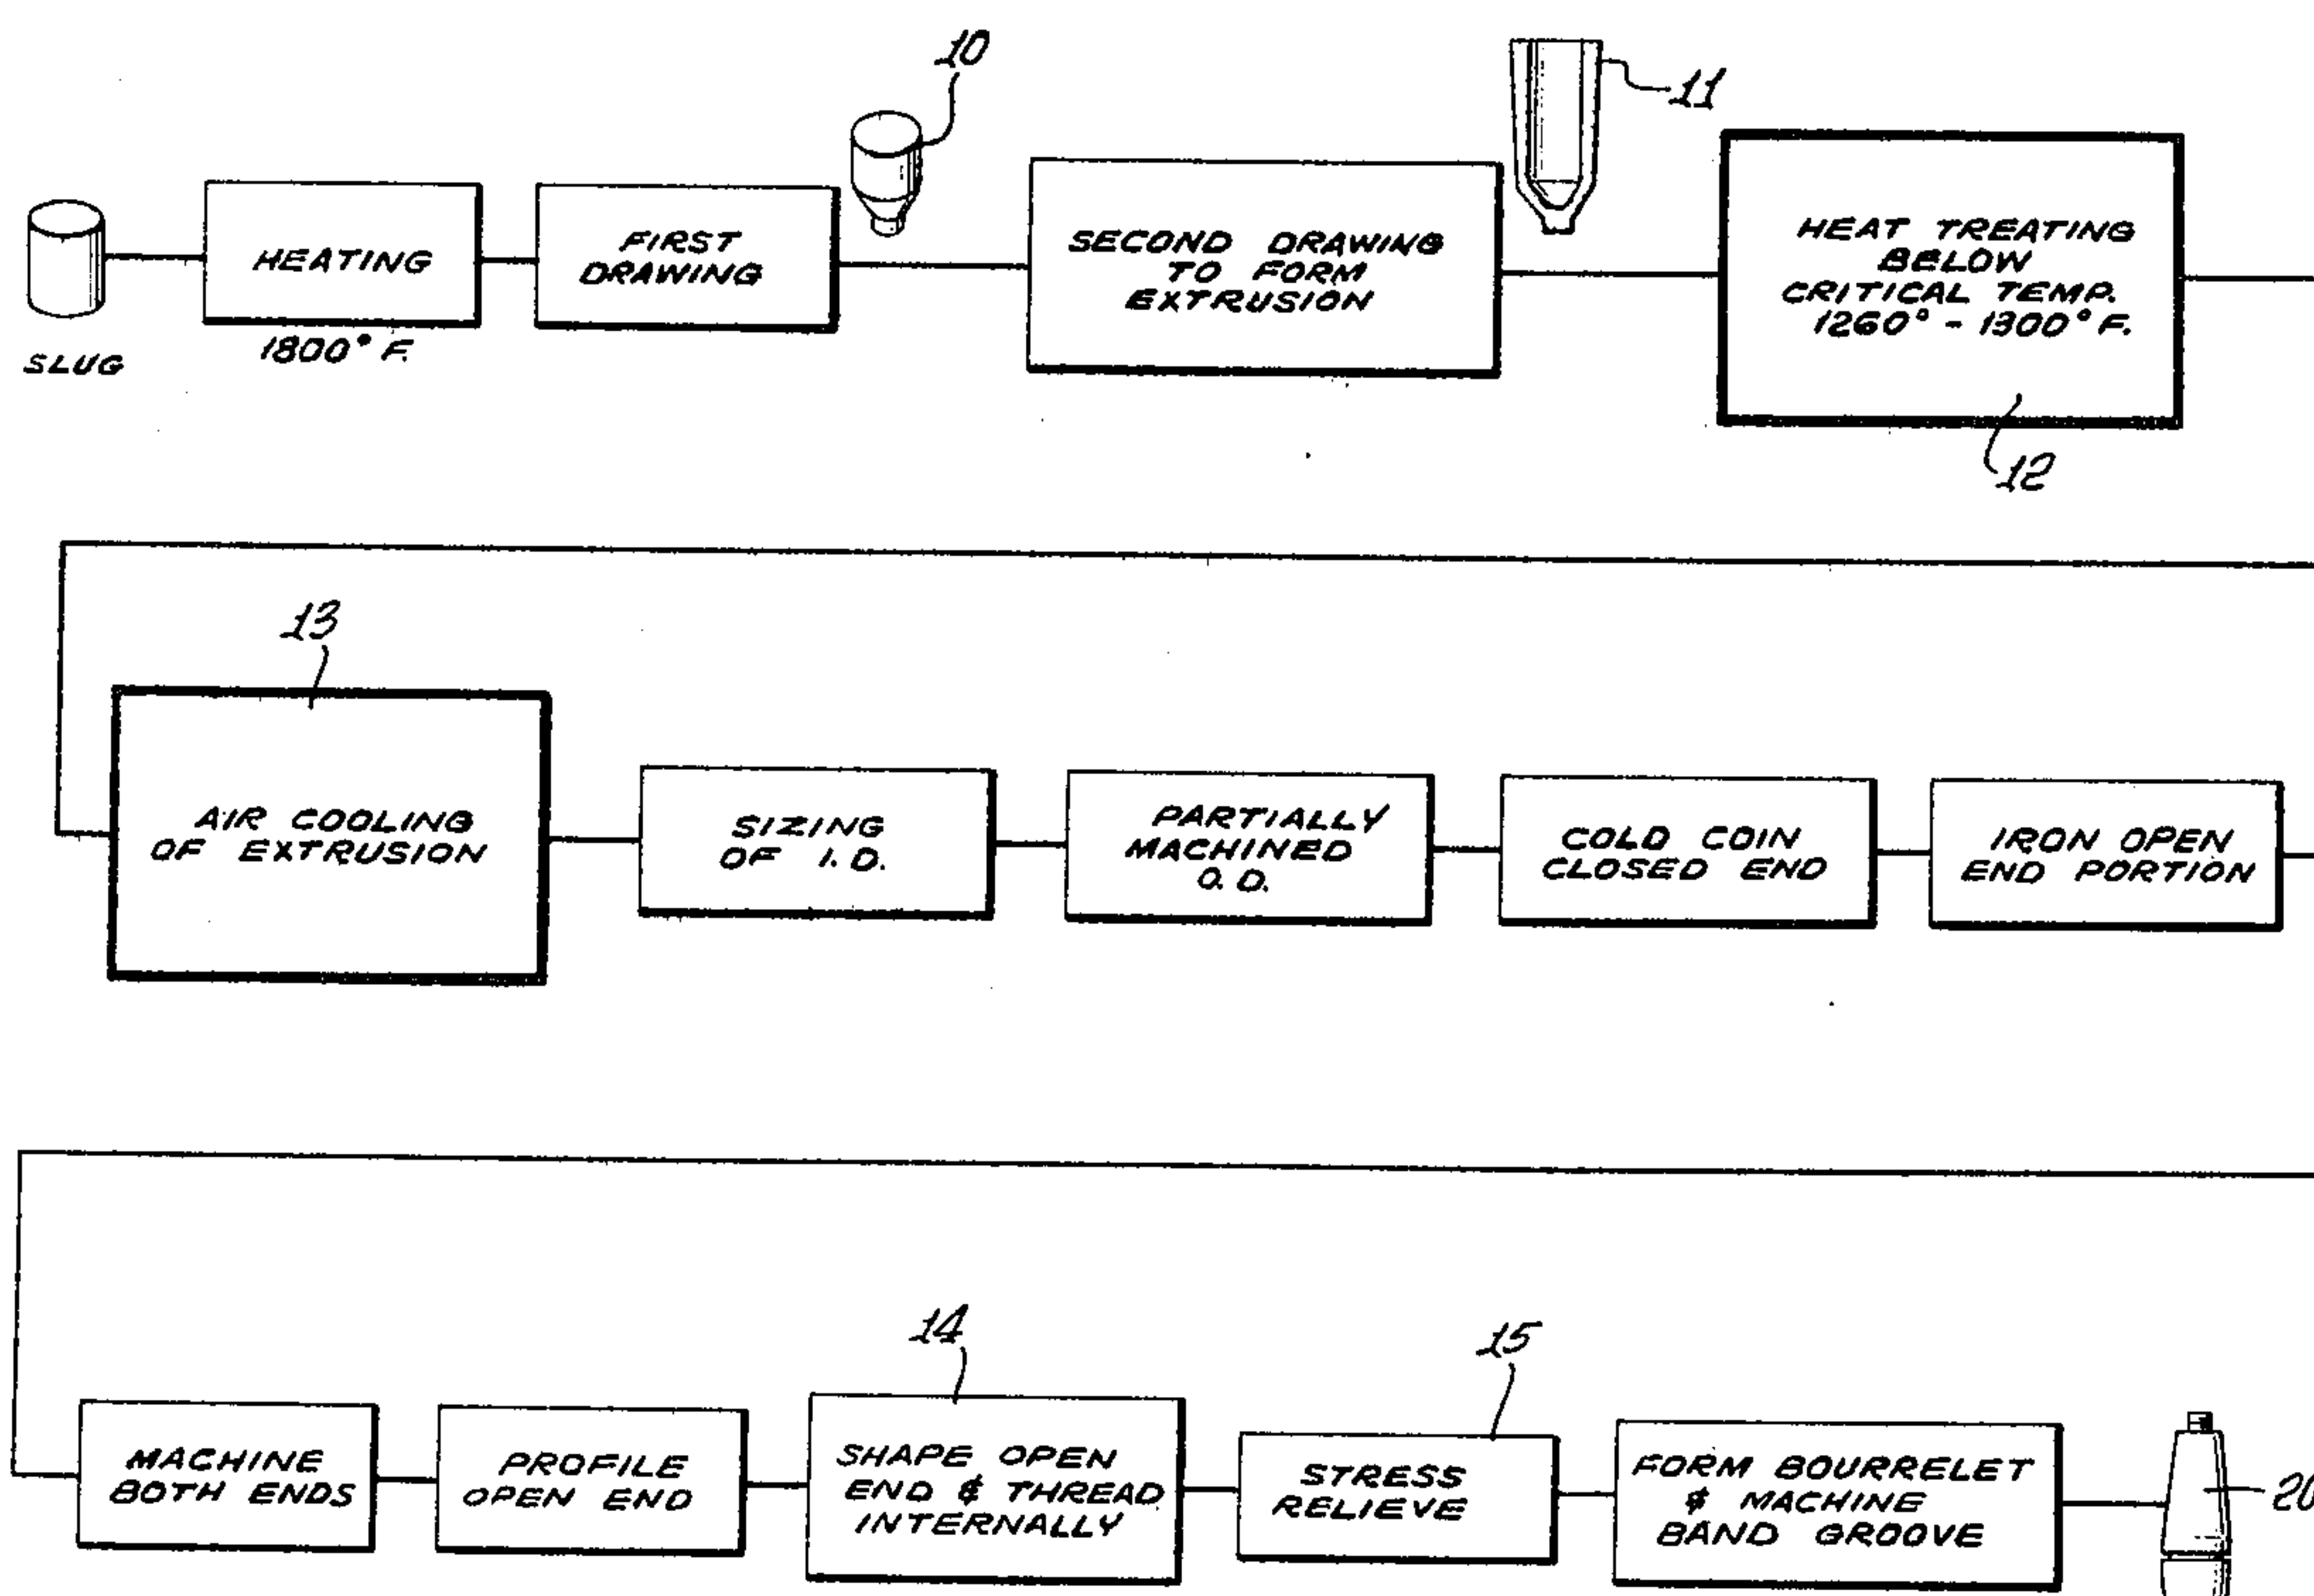 10
11
SLUG
HEATING
1800° F.
FIRST
DRAWING
SECOND DRAWING
TO FORM
EXTRUSION
HEAT TREATING
BELOW
CRITICAL TEMP.
1260° - 1300° F.
12
13
AIR COOLING
OF EXTRUSION
SIZING
OF I.D.
PARTIALLY
MACHINED
O.D.
COLD COIN
CLOSED END
IRON OPEN
END PORTION
MACHINE
BOTH ENDS
PROFILE
OPEN END
14
SHAPE OPEN
END & THREAD
INTERNALLY
15
STRESS
RELIEVE
FORM BOURRELET
& MACHINE
BAND GROOVE
20